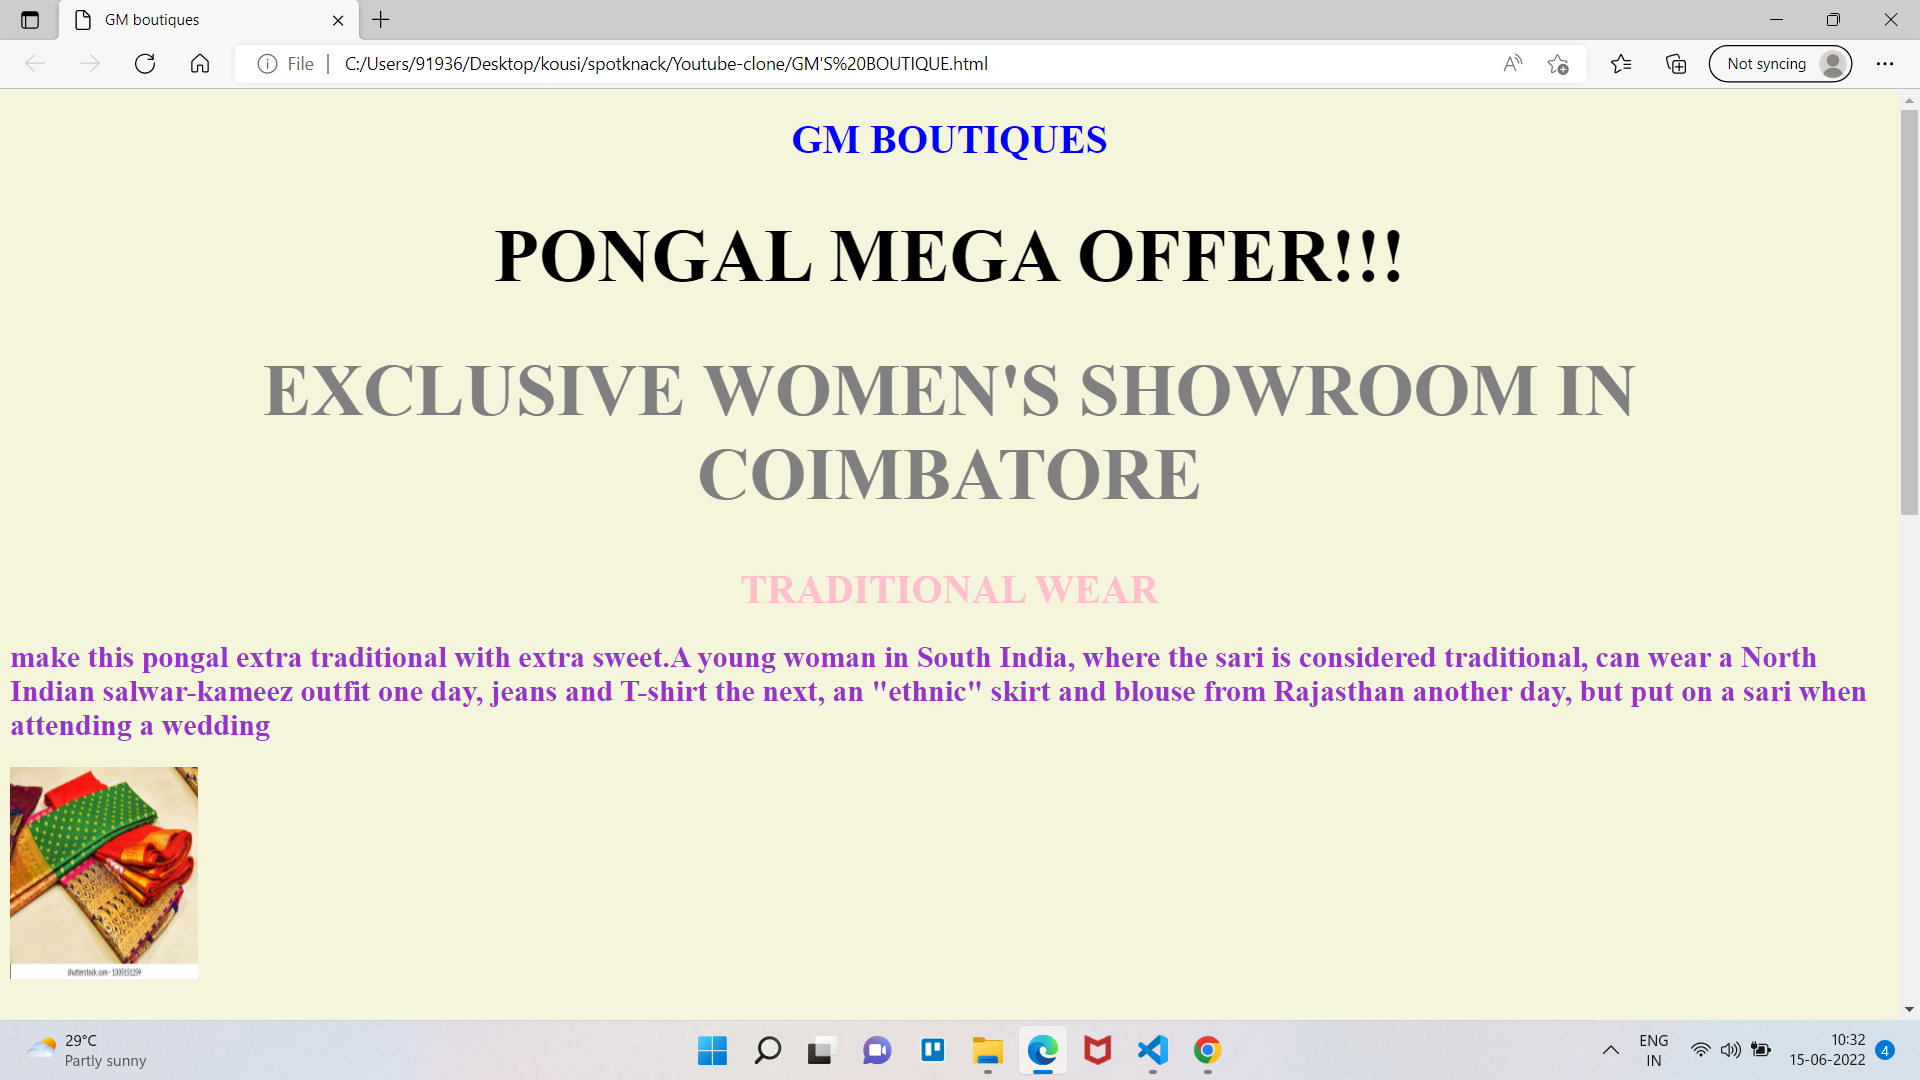 GM boutiques
File
C:/Users/91936/Desktop/kousi/spotknack/Youtube-clone/GM'S%20BOUTIQUE.html
Not syncing
GM BOUTIQUES
PONGAL MEGA OFFER!!!
EXCLUSIVE WOMEN'S SHOWROOM IN
COIMBATORE
TRADITIONAL WEAR
make this pongal extra traditional with extra sweet.A young woman in South India, where the sari is considered traditional, can wear a North
Indian salwar-kameez outfit one day, jeans and T-shirt the next, an "ethnic" skirt and blouse from Rajasthan another day, but put on a sari when
attending a wedding
shutterstock.com · 1335151259
29°C
Partly sunny
ENG
IN
10:32
15-06-2022
4